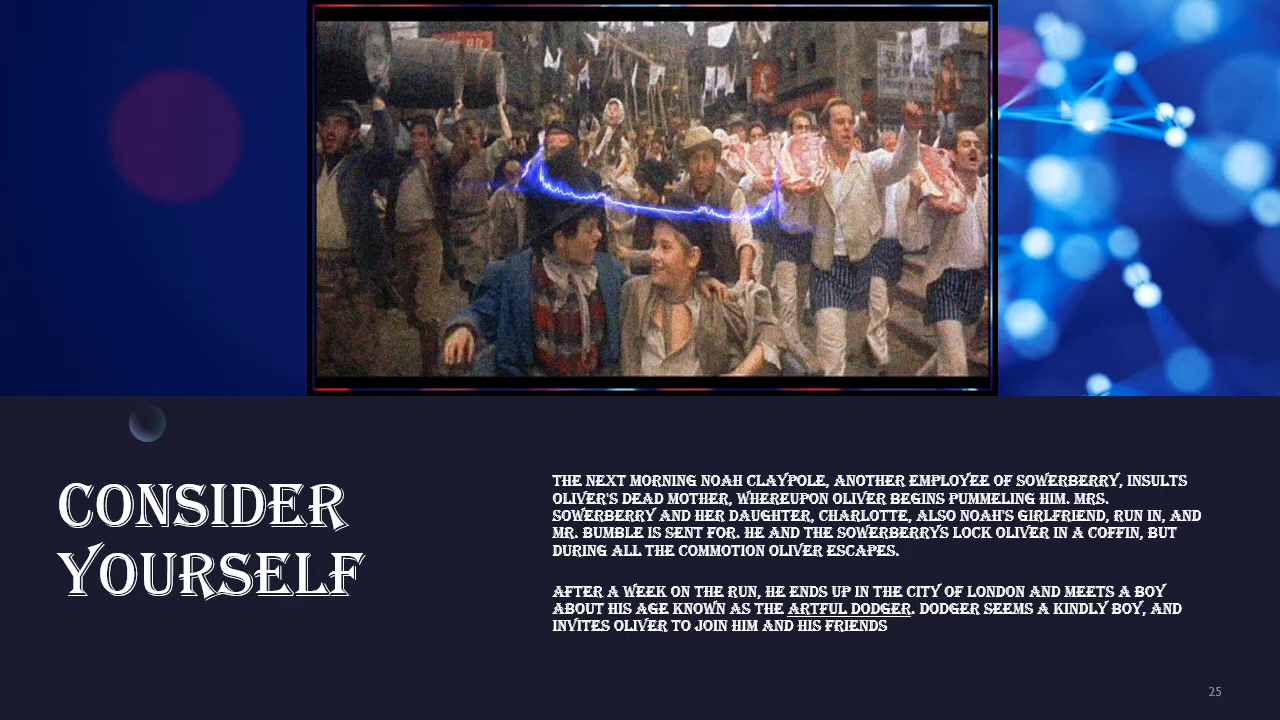 CONSIDER
YOURSELF
THE NEXT MORNING NOAH CLAYPOLE, ANOTHER EMPLOYEE OF SOWERBERRY, INSULTS
OLIVER'S DEAD MOTHER, WHEREUPON OLIVER BEGINS PUMMELING HIM. MRS.
SOWERBERRY AND HER DAUGHTER, CHARLOTTE, ALSO NOAH'S GIRLFRIEND, RUN IN, AND
MR. BUMBLE IS SENT FOR. HE AND THE SOWERBERRYS LOCK OLIVER IN A COFFIN, BUT
DURING ALL THE COMMOTION OLIVER ESCAPES.
AFTER A WEEK ON THE RUN, HE ENDS UP IN THE CITY OF LONDON AND MEETS A BOY
ABOUT HIS AGE KNOWN AS THE ARTFUL DODGER. DODGER SEEMS A KINDLY BOY, AND
INVITES OLIVER TO JOIN HIM AND HIS FRIENDS
25